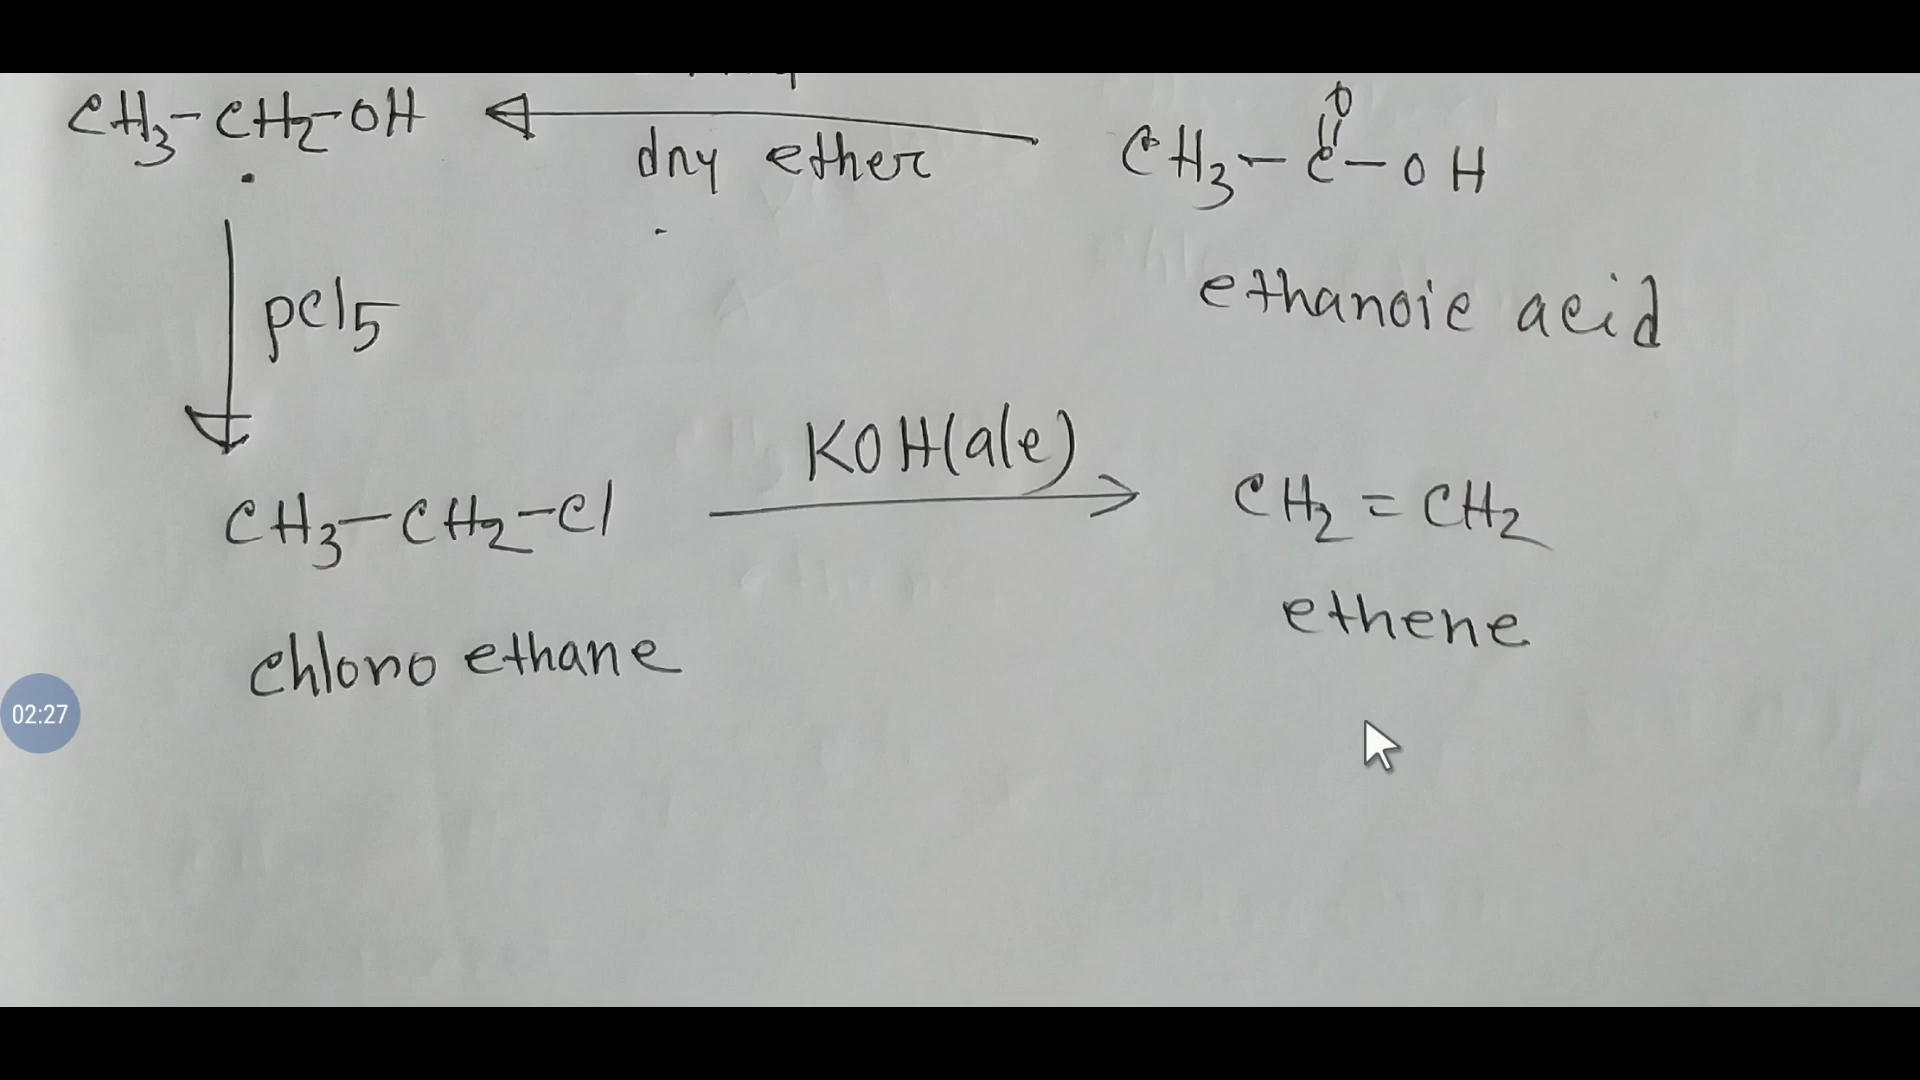 CH3-CH2-OH
dry ether
O
CH3-C-OH
ethanoic acid
PCl5
KOH(alc)
CH3-CH2-Cl
CH2=CH2
ethene
chloro ethane
02:27